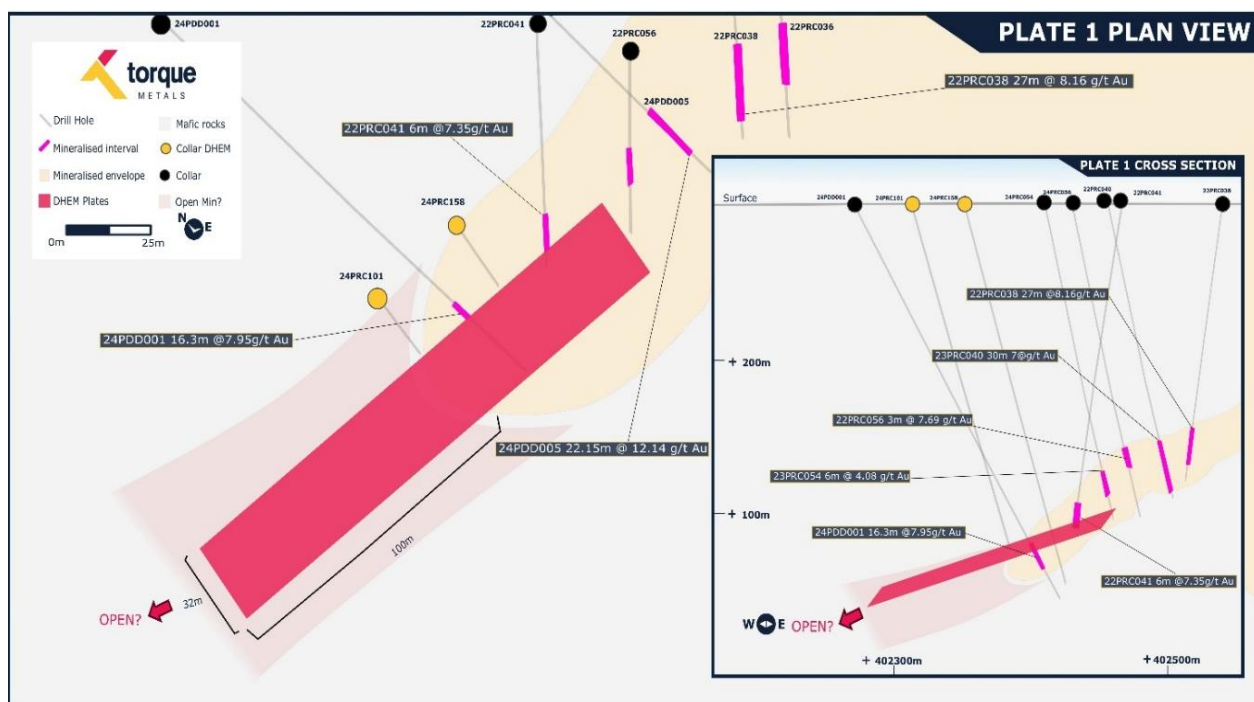 PLATE 1 PLAN VIEW
24PDD001
22PRC041
22PRC056
22PRC038
22PRC036
22PRC038 27m @ 8.16 g/t Au
24PDD005
22PRC041 6m @7.35g/t Au
torque
METALS
Drill Hole
Mafic rocks
Mineralised interval
Collar DHEM
Mineralised envelope
Collar
DHEM Plates
Open Min?
N
E
0m
25m
24PRC158
24PRC101
24PDD001 16.3m @7.95g/t Au
24PDD005 22.15m @ 12.14 g/t Au
100m
32m
OPEN?
PLATE 1 CROSS SECTION
Surface
24PDD001
24PRC101
24PRC158
24PRC054
24PRC056
22PRC040
22PRC041
22PRC038 27m @8.16g/t Au
+ 200m
23PRC040 30m 7@g/t Au
22PRC056 3m @ 7.69 g/t Au
23PRC054 6m @ 4.08 g/t Au
+ 100m
24PDD001 16.3m @7.95g/t Au
22PRC041 6m @7.35g/t Au
W E OPEN?
+ 402300m
+ 402500m